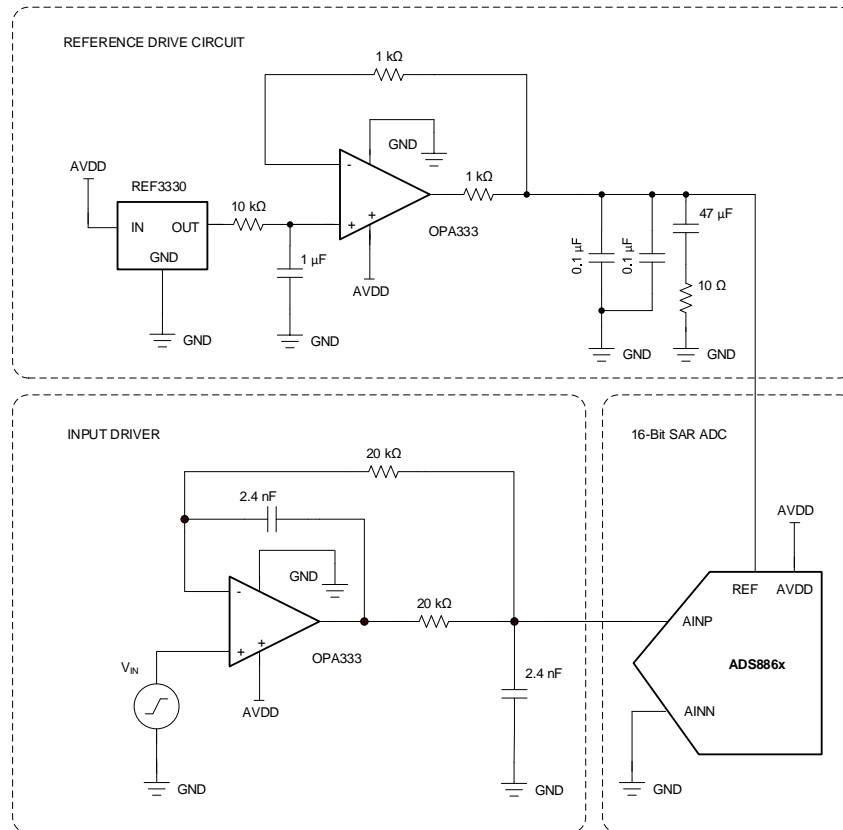 REFERENCE DRIVE CIRCUIT
1 kΩ
GND
AVDD
REF3330
IN
OUT
GND
10 kΩ
-
+
+
1 kΩ
OPA333
1 µF
AVDD
0.1 µF
0.1 µF
47 µF
10 Ω
GND
GND
GND
GND
INPUT DRIVER
20 kΩ
2.4 nF
GND
-
+
+
20 kΩ
OPA333
VIN
AVDD
2.4 nF
GND
GND
16-Bit SAR ADC
AVDD
REF
AVDD
AINP
ADS886x
AINN
GND